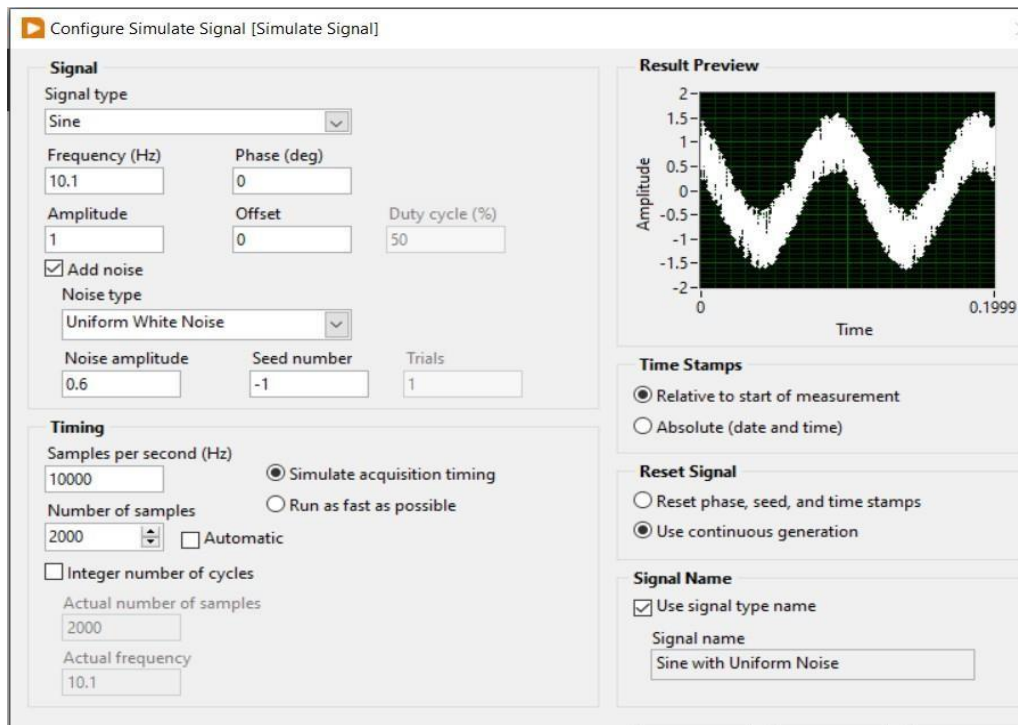 Configure Simulate Signal [Simulate Signal]
Signal
Signal type
Sine
Frequency (Hz) Phase (deg)
10.1 0
Amplitude Offset Duty cycle (%)
1 0 50
Add noise
Noise type
Uniform White Noise
Noise amplitude Seed number Trials
0.6 -1 1
Timing
Samples per second (Hz)
10000
Simulate acquisition timing
Run as fast as possible
Number of samples
2000 Automatic
Integer number of cycles
Actual number of samples
2000
Actual frequency
10.1
Result Preview
Amplitude
2
1.5
1
0.5
0
-0.5
-1
-1.5
-2
0 0.1999
Time
Time Stamps
Relative to start of measurement
Absolute (date and time)
Reset Signal
Reset phase, seed, and time stamps
Use continuous generation
Signal Name
Use signal type name
Signal name
Sine with Uniform Noise